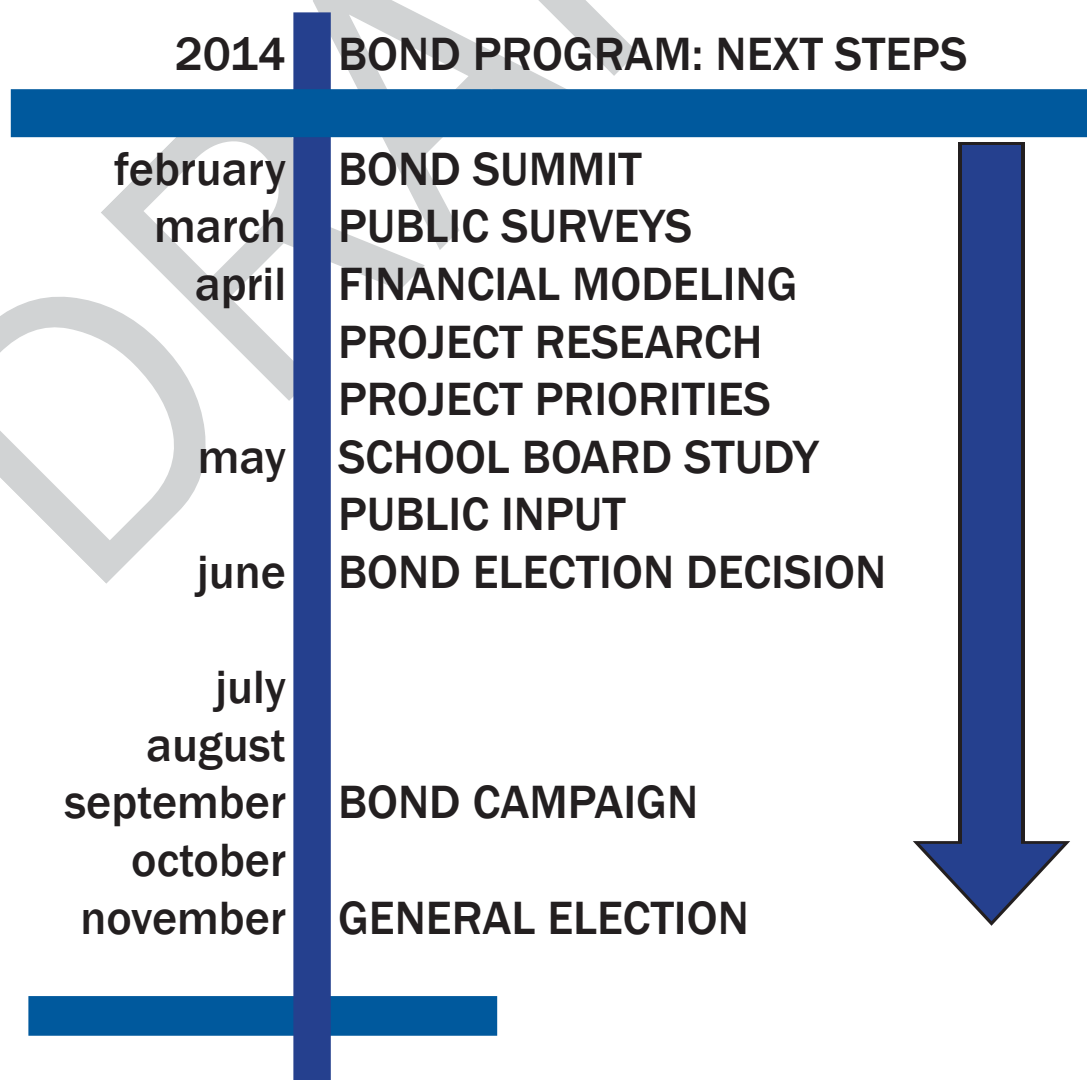 2014 BOND PROGRAM: NEXT STEPS
february BOND SUMMIT
march PUBLIC SURVEYS
april FINANCIAL MODELING
PROJECT RESEARCH
PROJECT PRIORITIES
may SCHOOL BOARD STUDY
PUBLIC INPUT
june BOND ELECTION DECISION
july
august
september BOND CAMPAIGN
october
november GENERAL ELECTION